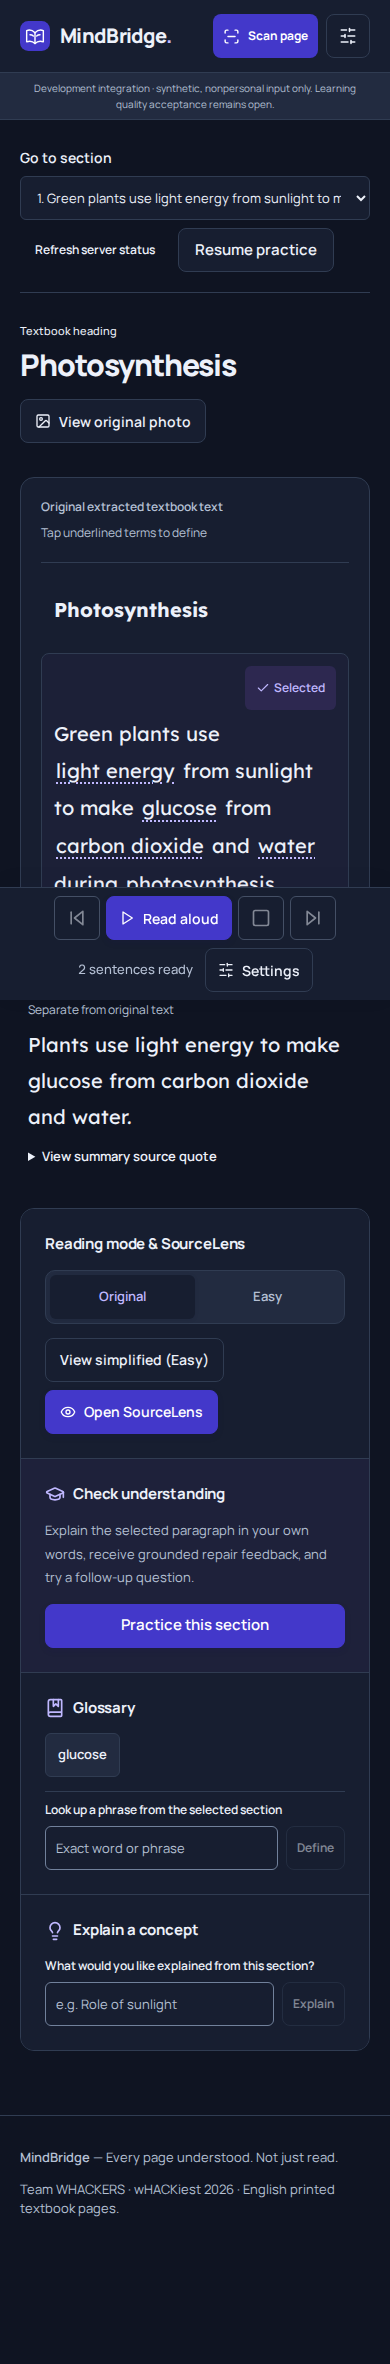 MindBridge.
Scan page
Development integration · synthetic, nonpersonal input only. Learning
quality acceptance remains open.
Go to section
1. Green plants use light energy from sunlight to m
Refresh server status
Resume practice
Textbook heading
Photosynthesis
View original photo
Original extracted textbook text
Tap underlined terms to define
Photosynthesis
Selected
Green plants use
light energy from sunlight
to make glucose from
carbon dioxide and water
during photosynthesis
Read aloud
2 sentences ready
Settings
Separate from original text
Plants use light energy to make
glucose from carbon dioxide
and water.
View summary source quote
Reading mode & SourceLens
Original
Easy
View simplified (Easy)
Open SourceLens
Check understanding
Explain the selected paragraph in your own
words, receive grounded repair feedback, and
try a follow-up question.
Practice this section
Glossary
glucose
Look up a phrase from the selected section
Exact word or phrase
Define
Explain a concept
What would you like explained from this section?
e.g. Role of sunlight
Explain
MindBridge — Every page understood. Not just read.
Team WHACKERS · wHACKiest 2026 · English printed
textbook pages.